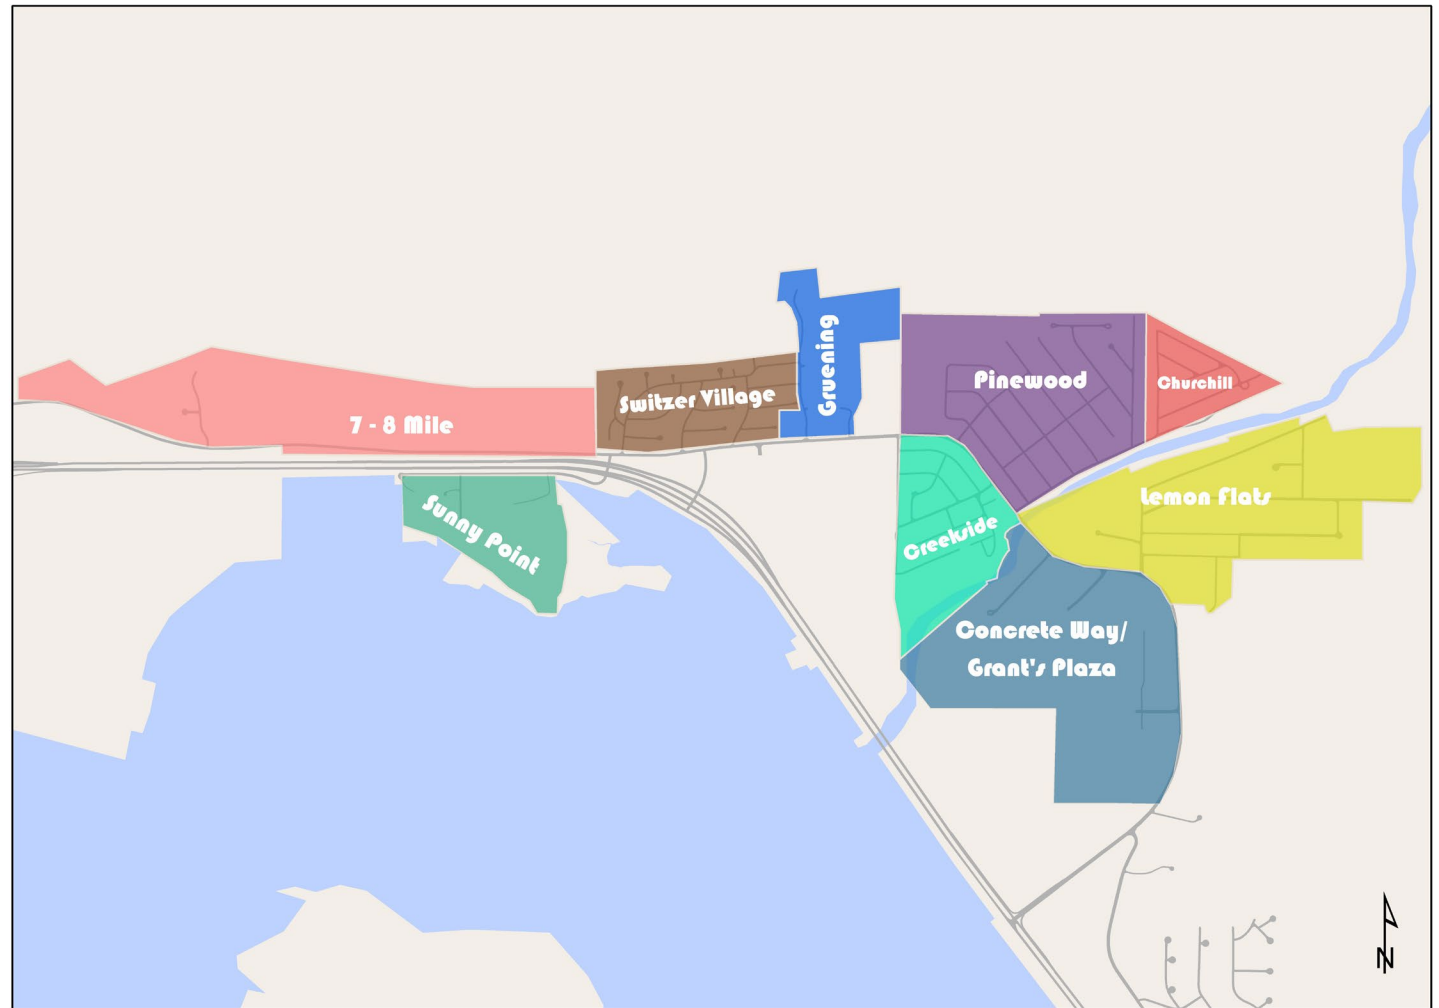 Gruening
Pinewood
Churchill
Switzer Village
7 - 8 Mile
Sunny Point
Lemon Flats
Creekside
Concrete Way/
Grant's Plaza
N